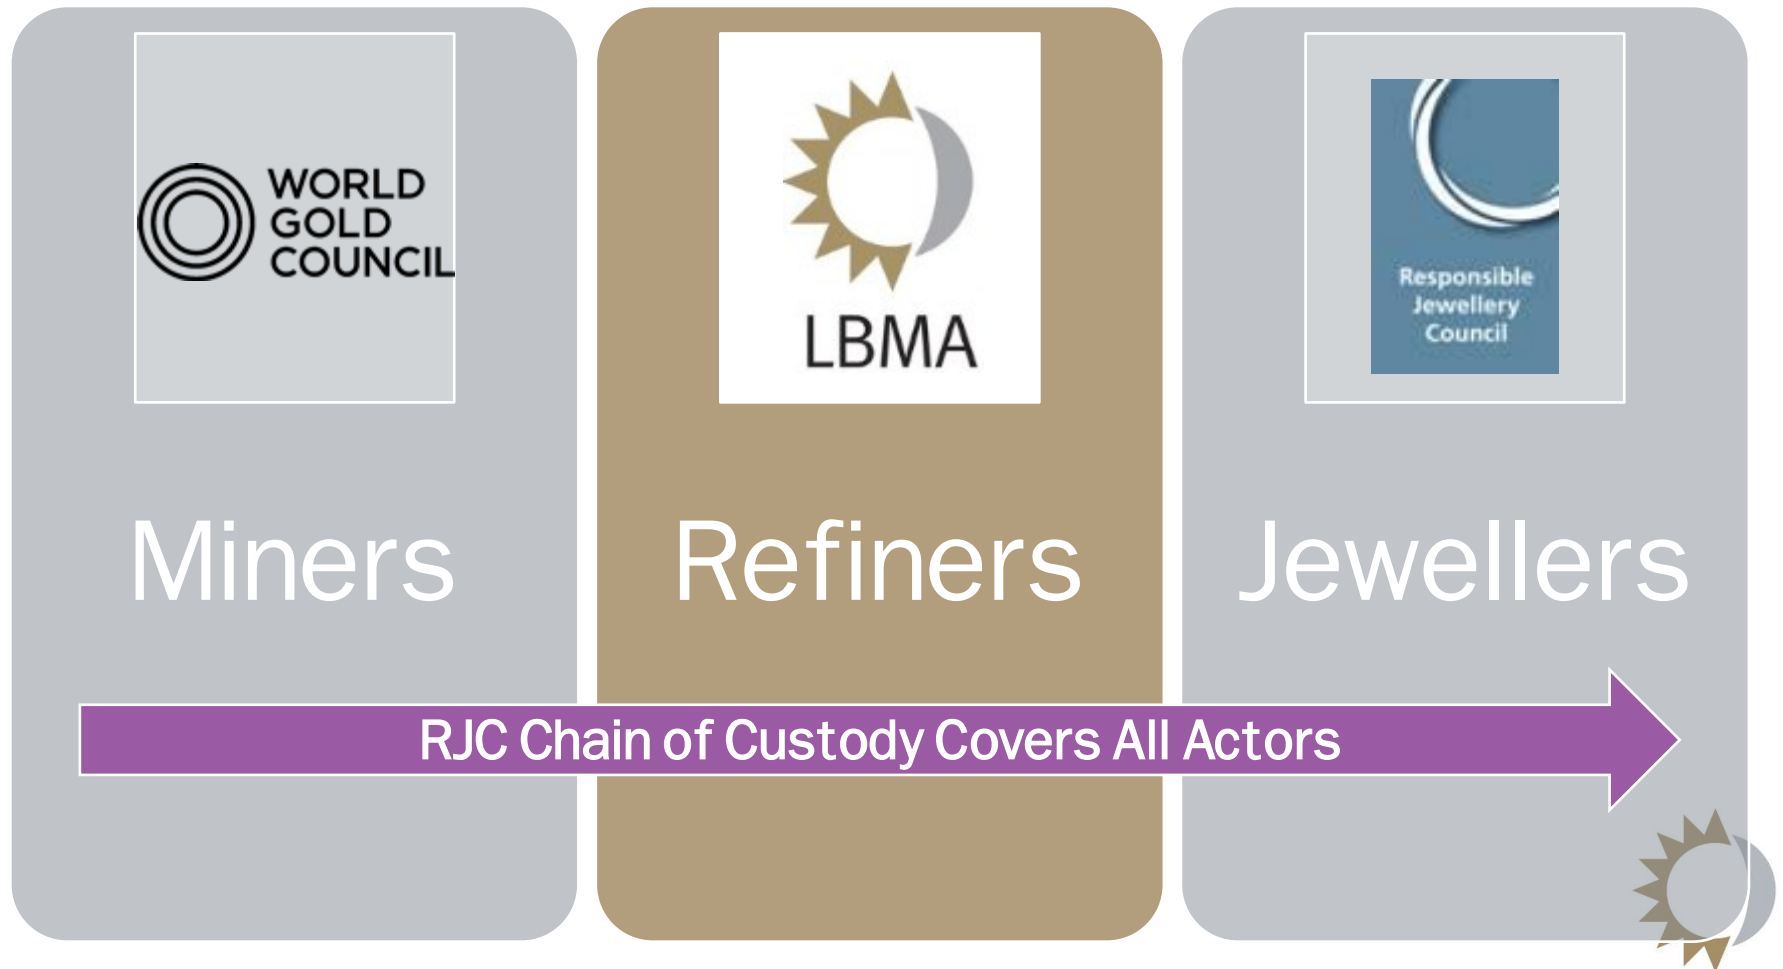 WORLD
GOLD
COUNCIL
LBMA
Responsible
Jewellery
Council
Miners
Refiners
Jewellers
RJC Chain of Custody Covers All Actors